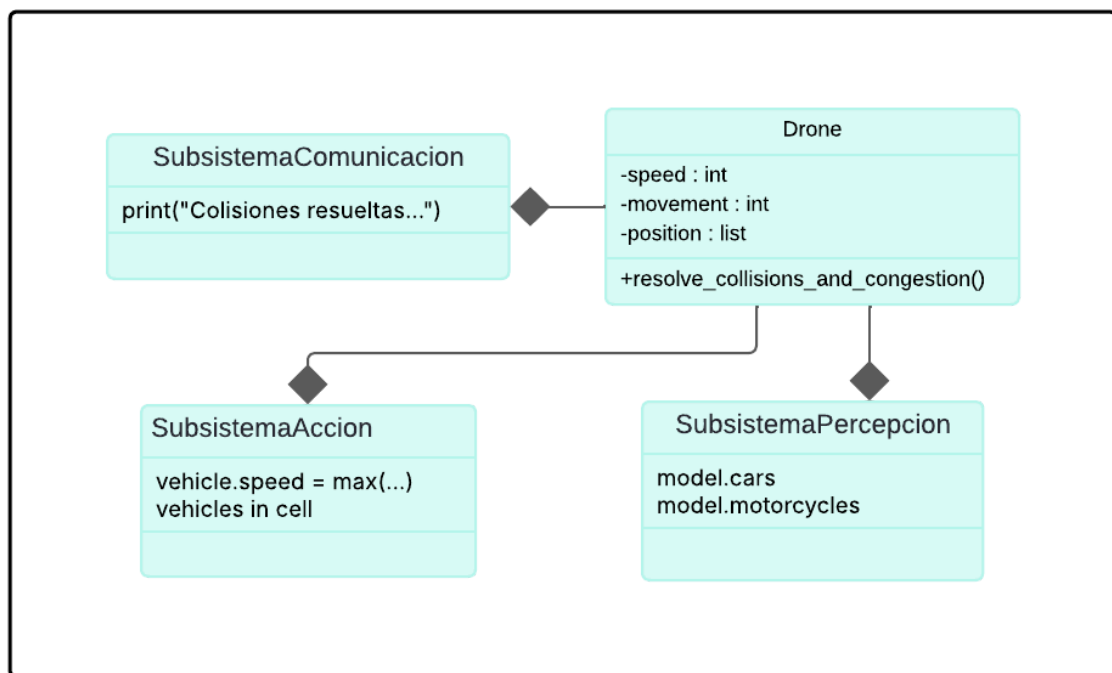 SubsistemaComunicacion
print("Colisiones resueltas...")
Drone
-speed : int
-movement : int
-position : list
+resolve_collisions_and_congestion()
SubsistemaAccion
vehicle.speed = max(...)
vehicles in cell
SubsistemaPercepcion
model.cars
model.motorcycles